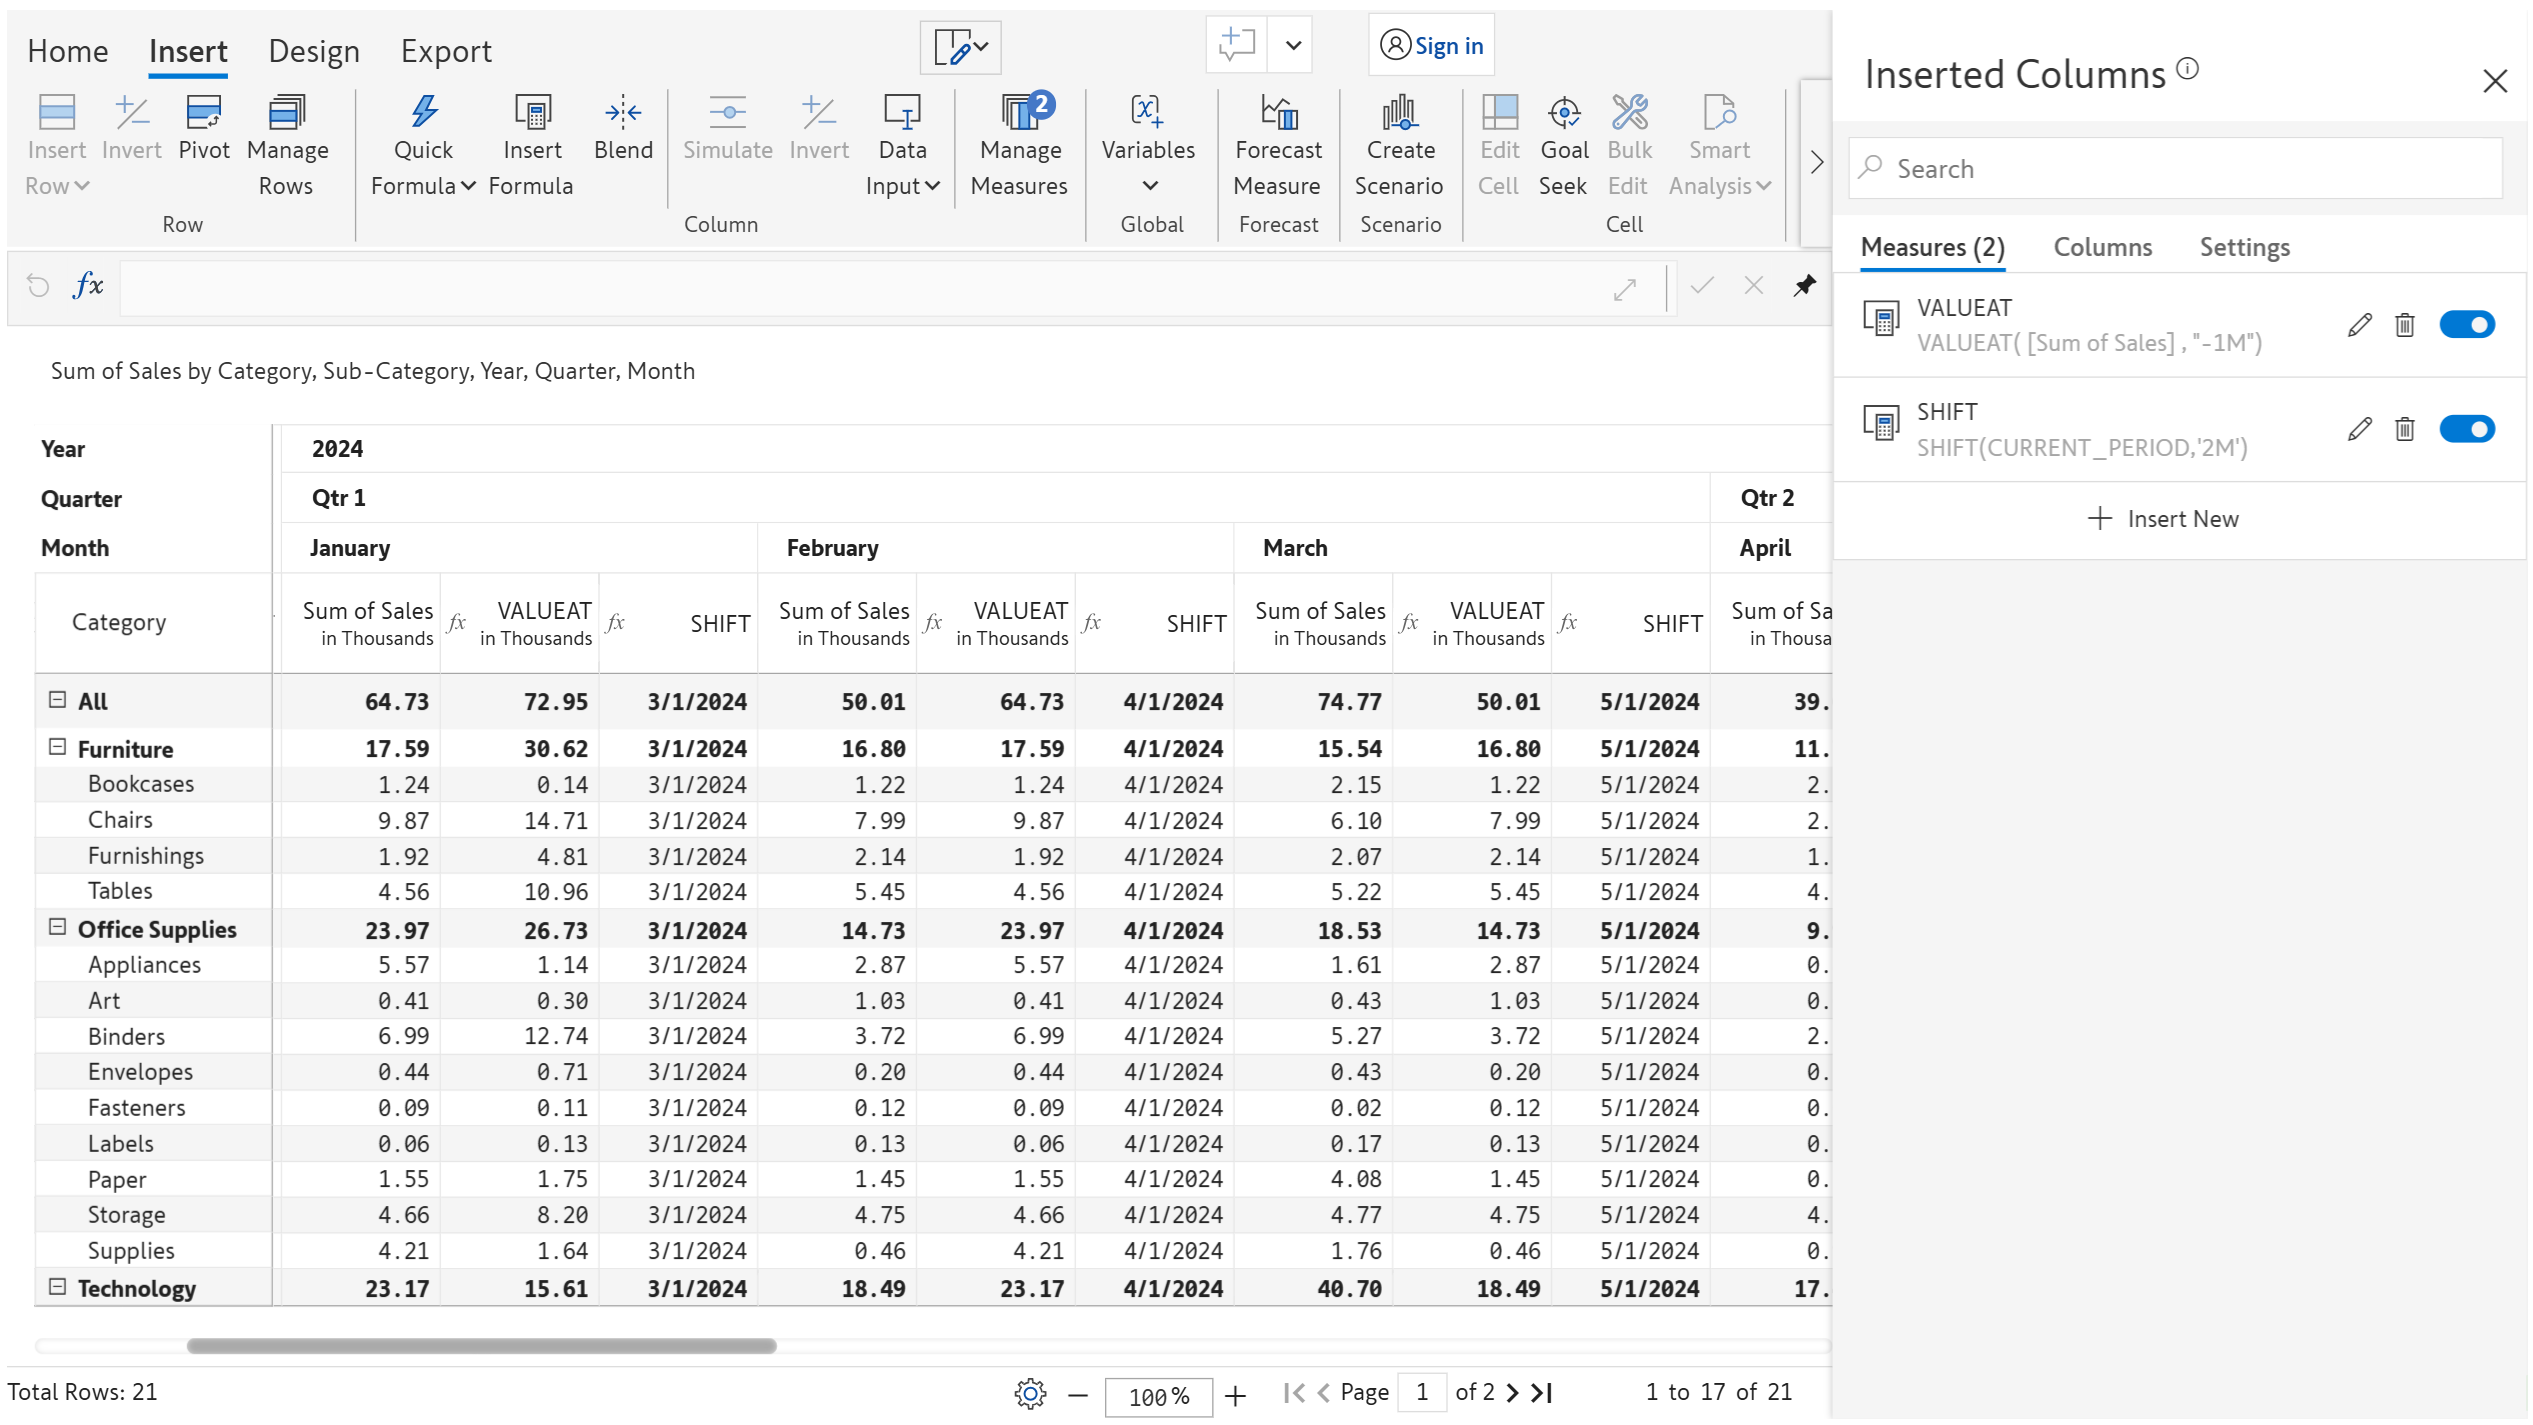 Home Insert Design Export Sign in
Insert Row Invert Pivot Manage Rows Quick Formula Insert Formula Blend Simulate Invert Data Input Manage Measures 2 Variables Forecast Measure Create Scenario Edit Cell Goal Seek Bulk Edit Smart Analysis
Row Column Global Forecast Scenario Cell
fx
Sum of Sales by Category, Sub-Category, Year, Quarter, Month
Year 2024
Quarter Qtr 1 Qtr 2
Month January February March April
Category Sum of Sales in Thousands fx VALUEAT in Thousands fx SHIFT Sum of Sales in Thousands fx VALUEAT in Thousands fx SHIFT Sum of Sales in Thousands fx VALUEAT in Thousands fx SHIFT Sum of Sa in Thousa
All 64.73 72.95 3/1/2024 50.01 64.73 4/1/2024 74.77 50.01 5/1/2024 39.
Furniture 17.59 30.62 3/1/2024 16.80 17.59 4/1/2024 15.54 16.80 5/1/2024 11.
Bookcases 1.24 0.14 3/1/2024 1.22 1.24 4/1/2024 2.15 1.22 5/1/2024 2.
Chairs 9.87 14.71 3/1/2024 7.99 9.87 4/1/2024 6.10 7.99 5/1/2024 2.
Furnishings 1.92 4.81 3/1/2024 2.14 1.92 4/1/2024 2.07 2.14 5/1/2024 1.
Tables 4.56 10.96 3/1/2024 5.45 4.56 4/1/2024 5.22 5.45 5/1/2024 4.
Office Supplies 23.97 26.73 3/1/2024 14.73 23.97 4/1/2024 18.53 14.73 5/1/2024 9.
Appliances 5.57 1.14 3/1/2024 2.87 5.57 4/1/2024 1.61 2.87 5/1/2024 0.
Art 0.41 0.30 3/1/2024 1.03 0.41 4/1/2024 0.43 1.03 5/1/2024 0.
Binders 6.99 12.74 3/1/2024 3.72 6.99 4/1/2024 5.27 3.72 5/1/2024 2.
Envelopes 0.44 0.71 3/1/2024 0.20 0.44 4/1/2024 0.43 0.20 5/1/2024 0.
Fasteners 0.09 0.11 3/1/2024 0.12 0.09 4/1/2024 0.02 0.12 5/1/2024 0.
Labels 0.06 0.13 3/1/2024 0.13 0.06 4/1/2024 0.17 0.13 5/1/2024 0.
Paper 1.55 1.75 3/1/2024 1.45 1.55 4/1/2024 4.08 1.45 5/1/2024 0.
Storage 4.66 8.20 3/1/2024 4.75 4.66 4/1/2024 4.77 4.75 5/1/2024 4.
Supplies 4.21 1.64 3/1/2024 0.46 4.21 4/1/2024 1.76 0.46 5/1/2024 0.
Technology 23.17 15.61 3/1/2024 18.49 23.17 4/1/2024 40.70 18.49 5/1/2024 17.
Total Rows: 21 100% Page 1 of 2 1 to 17 of 21
Inserted Columns
Search
Measures (2) Columns Settings
VALUEAT
VALUEAT( [Sum of Sales] , "-1M")
SHIFT
SHIFT(CURRENT_PERIOD,'2M')
Insert New